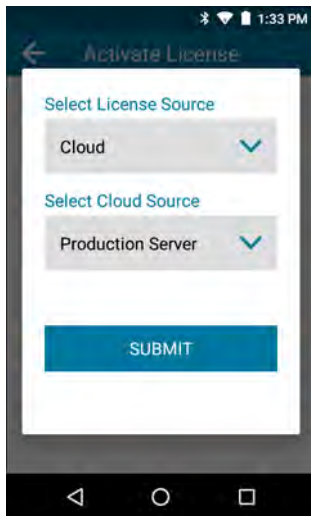 1:33 PM
Activate License
Select License Source
Cloud
Select Cloud Source
Production Server
SUBMIT